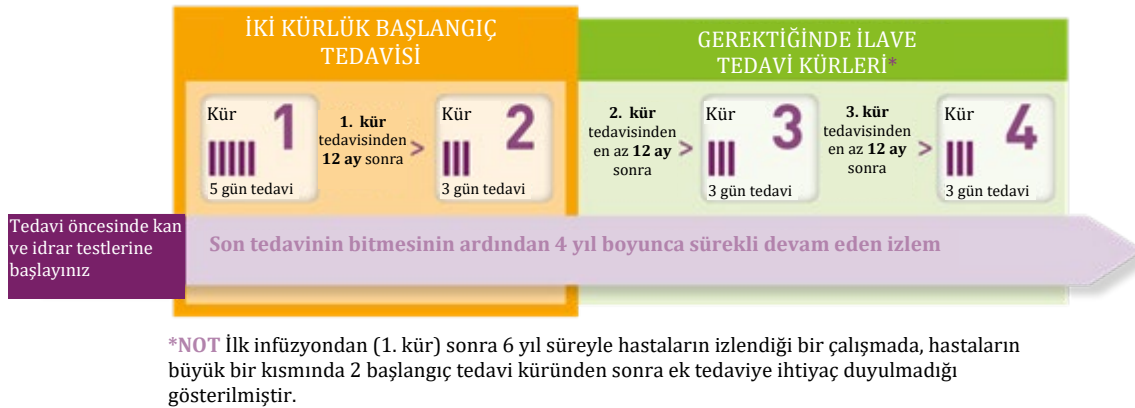 İKİ KÜRLÜK BAŞLANGIÇ
TEDAVİSİ
GEREKTİĞİNDE İLAVE
TEDAVİ KÜRLERİ*
Kür
1
5 gün tedavi
1. kür
tedavisinden
12 ay sonra
>
Kür
2
3 gün tedavi
2. kür
tedavisinden
en az 12 ay
sonra
>
Kür
3
3 gün tedavi
3. kür
tedavisinden
en az 12 ay
sonra
>
Kür
4
3 gün tedavi
Tedavi öncesinde kan
ve idrar testlerine
başlayınız
Son tedavinin bitmesinin ardından 4 yıl boyunca sürekli devam eden izlem
*NOT İlk infüzyondan (1. kür) sonra 6 yıl süreyle hastaların izlendiği bir çalışmada, hastaların
büyük bir kısmında 2 başlangıç tedavi küründen sonra ek tedaviye ihtiyaç duyulmadığı
gösterilmiştir.